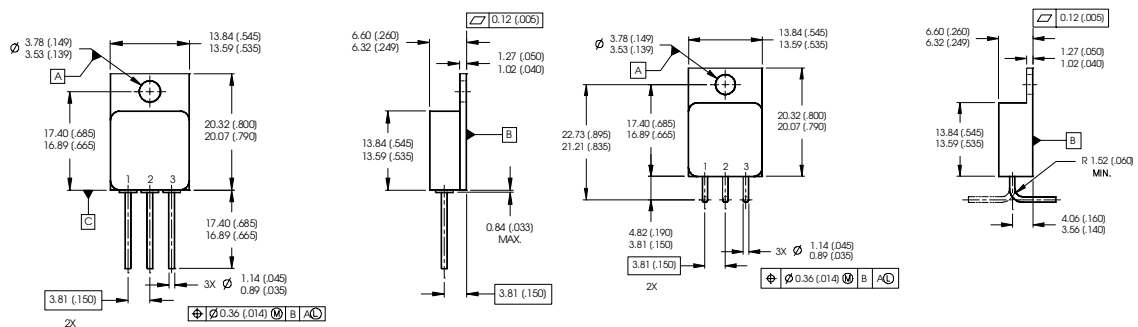 0.12 (.005)
6.60 (.260)
6.32 (.249)
13.84 (.545)
13.59 (.535)
Ø 3.78 (.149)
3.53 (.139)
1.27 (.050)
1.02 (.040)
A
17.40 (.685)
16.89 (.665)
20.32 (.800)
20.07 (.790)
13.84 (.545)
13.59 (.535)
B
1 2 3
C
17.40 (.685)
16.89 (.665)
0.84 (.033)
MAX.
3X Ø 1.14 (.045)
0.89 (.035)
3.81 (.150)
2X
⌖ Ø 0.36 (.014) Ⓜ B A Ⓛ
3.81 (.150)
0.12 (.005)
6.60 (.260)
6.32 (.249)
13.84 (.545)
13.59 (.535)
Ø 3.78 (.149)
3.53 (.139)
1.27 (.050)
1.02 (.040)
A
22.73 (.895)
21.21 (.835)
17.40 (.685)
16.89 (.665)
20.32 (.800)
20.07 (.790)
13.84 (.545)
13.59 (.535)
B
1 2 3
R 1.52 (.060)
MIN.
4.82 (.190)
3.81 (.150)
4.06 (.160)
3.56 (.140)
3X Ø 1.14 (.045)
0.89 (.035)
3.81 (.150)
2X
⌖ Ø 0.36 (.014) Ⓜ B A Ⓛ